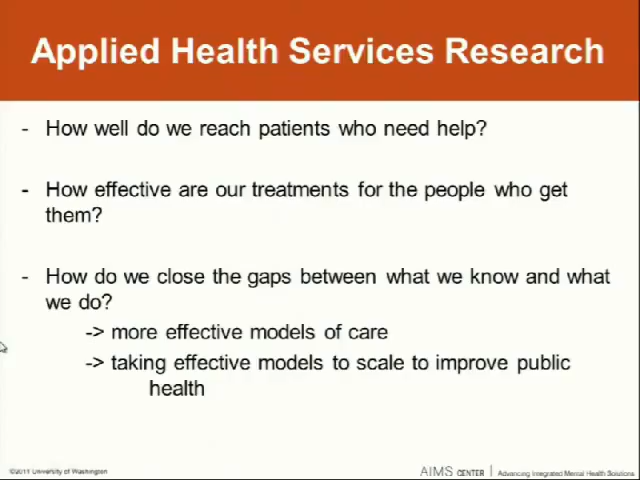 Applied Health Services Research
- How well do we reach patients who need help?
- How effective are our treatments for the people who get
them?
- How do we close the gaps between what we know and what
we do?
-> more effective models of care
-> taking effective models to scale to improve public
health
©2011 University of Washington
AIMS CENTER | Advancing Integrated Mental Health Solutions